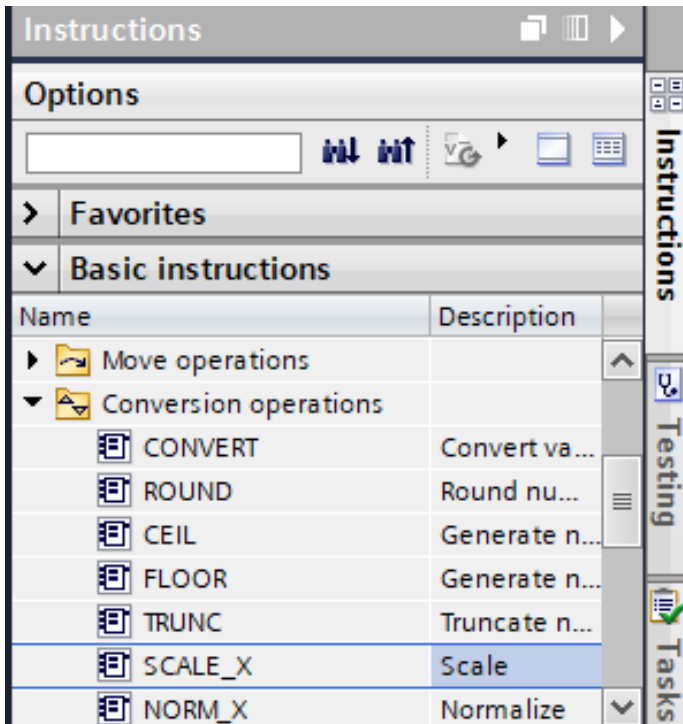 Instructions
Options
Favorites
Basic instructions
Name Description
Move operations
Conversion operations
CONVERT Convert va...
ROUND Round nu...
CEIL Generate n...
FLOOR Generate n...
TRUNC Truncate n...
SCALE_X Scale
NORM_X Normalize
Instructions
Testing
Tasks